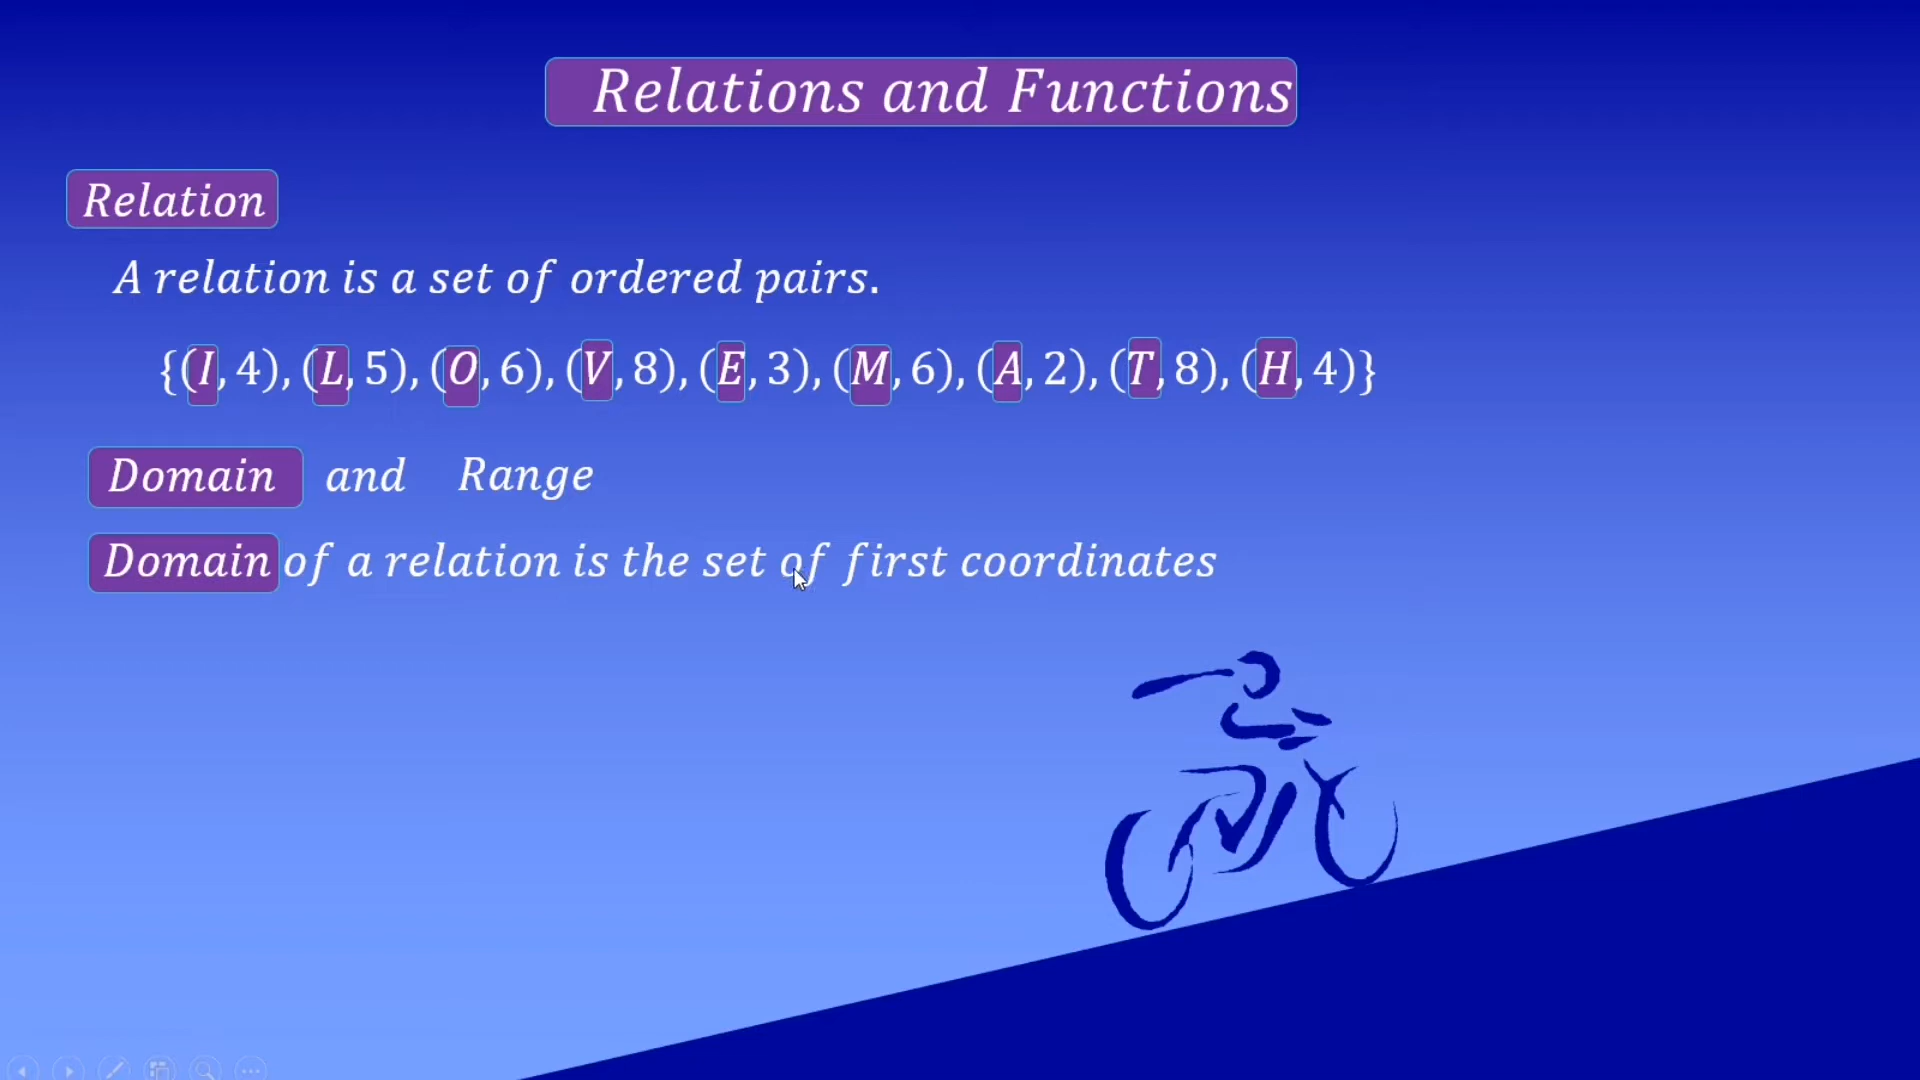 Relations and Functions
Relation
A relation is a set of ordered pairs.
{(I, 4), (L, 5), (O, 6), (V, 8), (E, 3), (M, 6), (A, 2), (T, 8), (H, 4)}
Domain and Range
Domain of a relation is the set of first coordinates